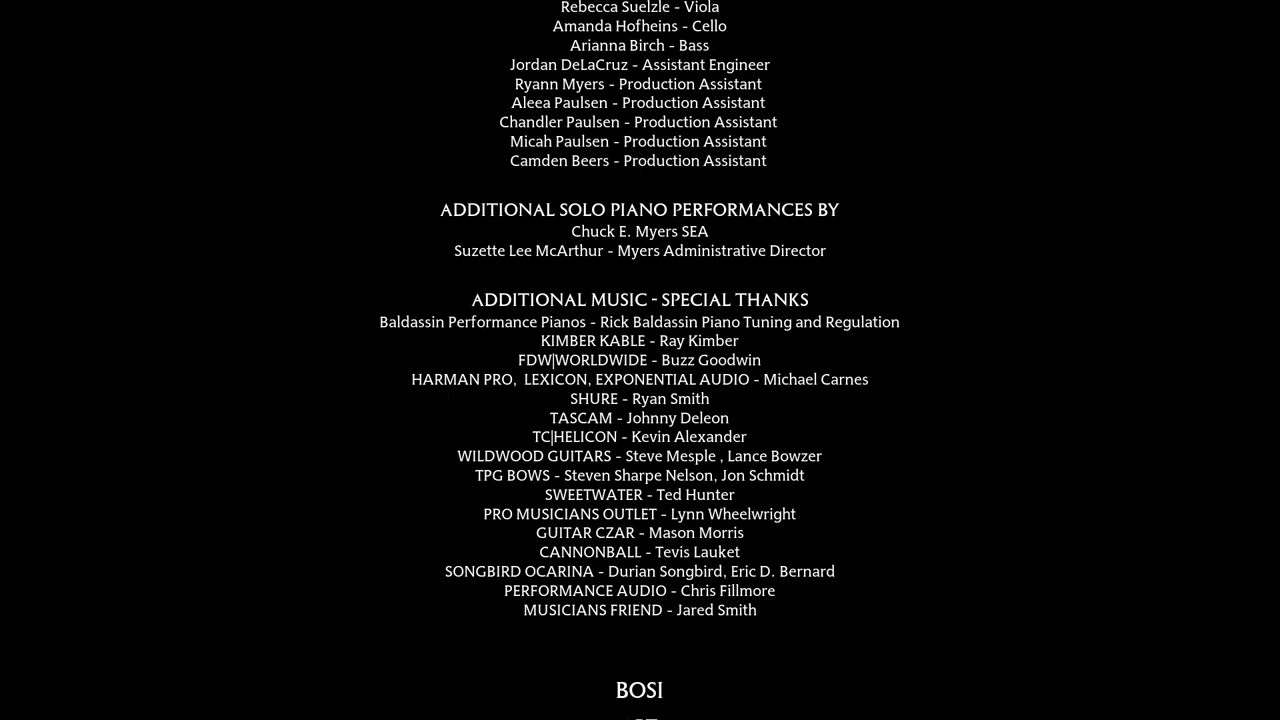 Rebecca Suelzle - Viola
Amanda Hofheins - Cello
Arianna Birch - Bass
Jordan DeLaCruz - Assistant Engineer
Ryann Myers - Production Assistant
Aleea Paulsen - Production Assistant
Chandler Paulsen - Production Assistant
Micah Paulsen - Production Assistant
Camden Beers - Production Assistant
ADDITIONAL SOLO PIANO PERFORMANCES BY
Chuck E. Myers SEA
Suzette Lee McArthur - Myers Administrative Director
ADDITIONAL MUSIC - SPECIAL THANKS
Baldassin Performance Pianos - Rick Baldassin Piano Tuning and Regulation
KIMBER KABLE - Ray Kimber
FDW|WORLDWIDE - Buzz Goodwin
HARMAN PRO,  LEXICON, EXPONENTIAL AUDIO - Michael Carnes
SHURE - Ryan Smith
TASCAM - Johnny Deleon
TC|HELICON - Kevin Alexander
WILDWOOD GUITARS - Steve Mesple , Lance Bowzer
TPG BOWS - Steven Sharpe Nelson, Jon Schmidt
SWEETWATER - Ted Hunter
PRO MUSICIANS OUTLET - Lynn Wheelwright
GUITAR CZAR - Mason Morris
CANNONBALL - Tevis Lauket
SONGBIRD OCARINA - Durian Songbird, Eric D. Bernard
PERFORMANCE AUDIO - Chris Fillmore
MUSICIANS FRIEND - Jared Smith
BOSI